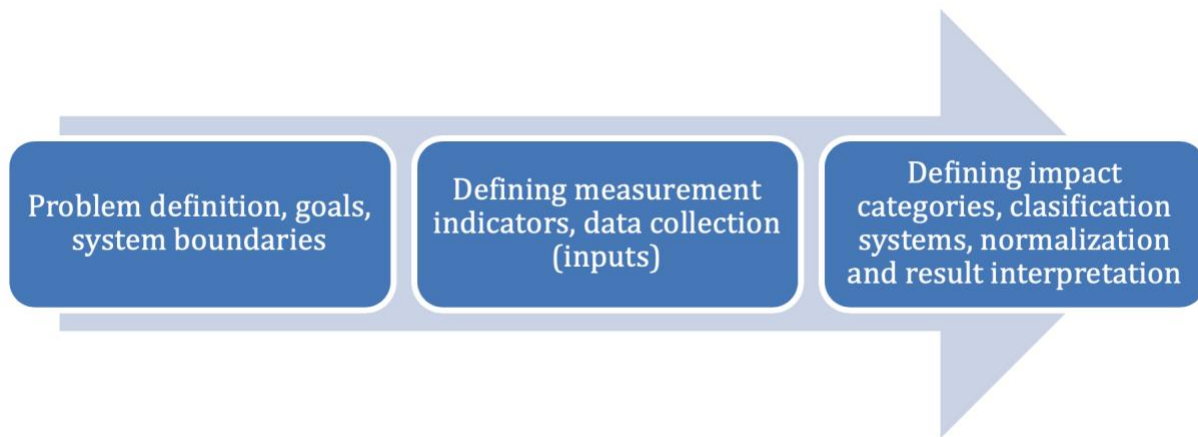 Problem definition, goals,
system boundaries
Defining measurement
indicators, data collection
(inputs)
Defining impact
categories, clasification
systems, normalization
and result interpretation